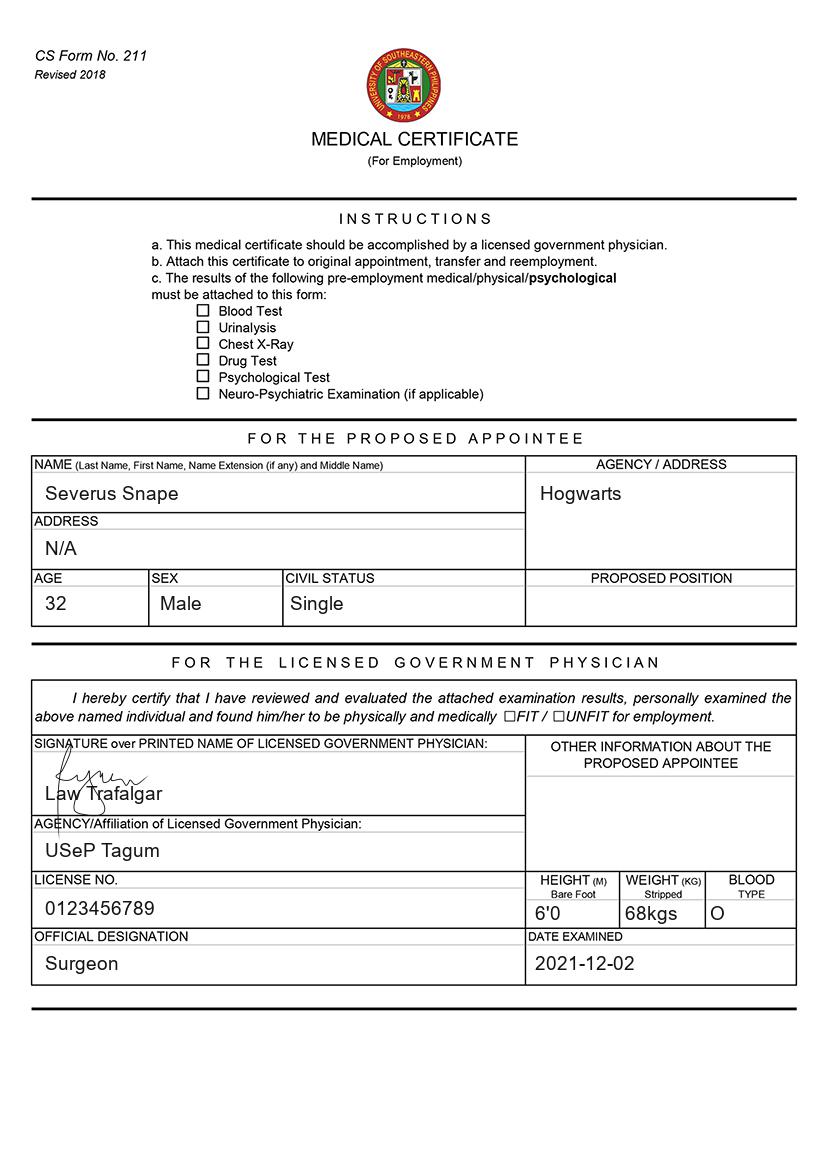 CS Form No. 211
Revised 2018
UNIVERSITY OF SOUTHEASTERN PHILIPPINES
1978
MEDICAL CERTIFICATE
(For Employment)
INSTRUCTIONS
a. This medical certificate should be accomplished by a licensed government physician.
b. Attach this certificate to original appointment, transfer and reemployment.
c. The results of the following pre-employment medical/physical/psychological
must be attached to this form:
☐ Blood Test
☐ Urinalysis
☐ Chest X-Ray
☐ Drug Test
☐ Psychological Test
☐ Neuro-Psychiatric Examination (if applicable)
FOR THE PROPOSED APPOINTEE
NAME (Last Name, First Name, Name Extension (if any) and Middle Name)
Severus Snape
AGENCY / ADDRESS
Hogwarts
ADDRESS
N/A
AGE
32
SEX
Male
CIVIL STATUS
Single
PROPOSED POSITION
FOR THE LICENSED GOVERNMENT PHYSICIAN
I hereby certify that I have reviewed and evaluated the attached examination results, personally examined the
above named individual and found him/her to be physically and medically ☐FIT / ☐UNFIT for employment.
SIGNATURE over PRINTED NAME OF LICENSED GOVERNMENT PHYSICIAN:
Law Trafalgar
OTHER INFORMATION ABOUT THE
PROPOSED APPOINTEE
AGENCY/Affiliation of Licensed Government Physician:
USeP Tagum
LICENSE NO.
0123456789
HEIGHT (M)
Bare Foot
6'0
WEIGHT (KG)
Stripped
68kgs
BLOOD
TYPE
O
OFFICIAL DESIGNATION
Surgeon
DATE EXAMINED
2021-12-02